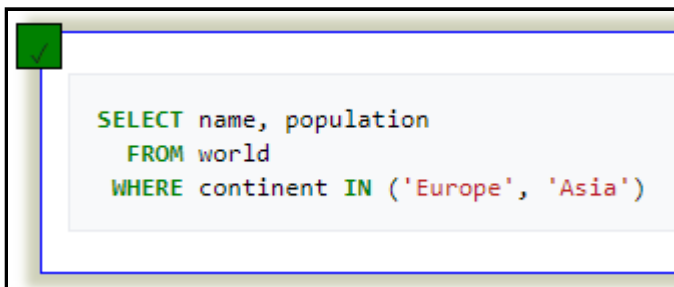 ✓
SELECT name, population
FROM world
WHERE continent IN ('Europe', 'Asia')